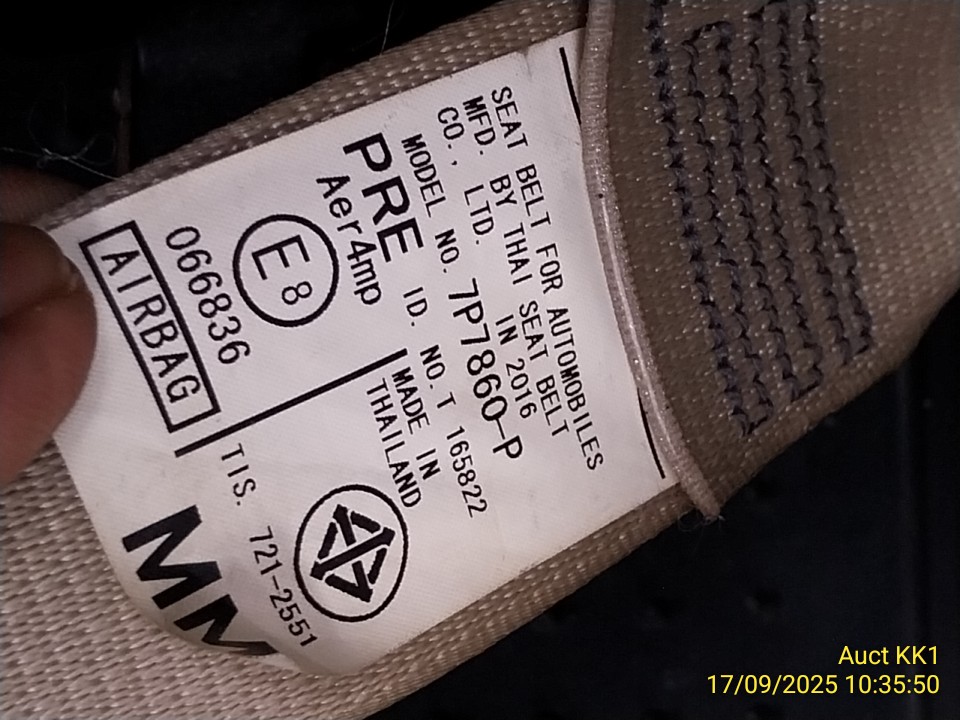 SEAT BELT FOR AUTOMOBILES
MFD. BY THAI SEAT BELT
CO., LTD. IN 2016
MODEL NO. 7P7860-P
PRE ID. NO. T 165822
Aer4mp
MADE IN
THAILAND
E8
066836
AIRBAG
TIS. 721-2551
MM
Auct KK1
17/09/2025 10:35:50